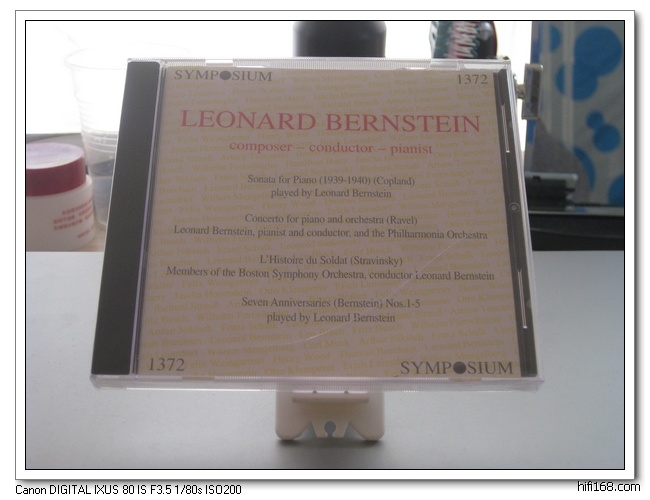 SYMPOSIUM 1372
LEONARD BERNSTEIN
composer – conductor – pianist
Sonata for Piano (1939-1940) (Copland)
played by Leonard Bernstein
Concerto for piano and orchestra (Ravel)
Leonard Bernstein, pianist and conductor, and the Philharmonia Orchestra
L'Histoire du Soldat (Stravinsky)
Members of the Boston Symphony Orchestra, conductor Leonard Bernstein
Seven Anniversaries (Bernstein) Nos.1-5
played by Leonard Bernstein
1372 SYMPOSIUM
Canon DIGITAL IXUS 80 IS F3.5 1/80s ISO200 hifi168.com